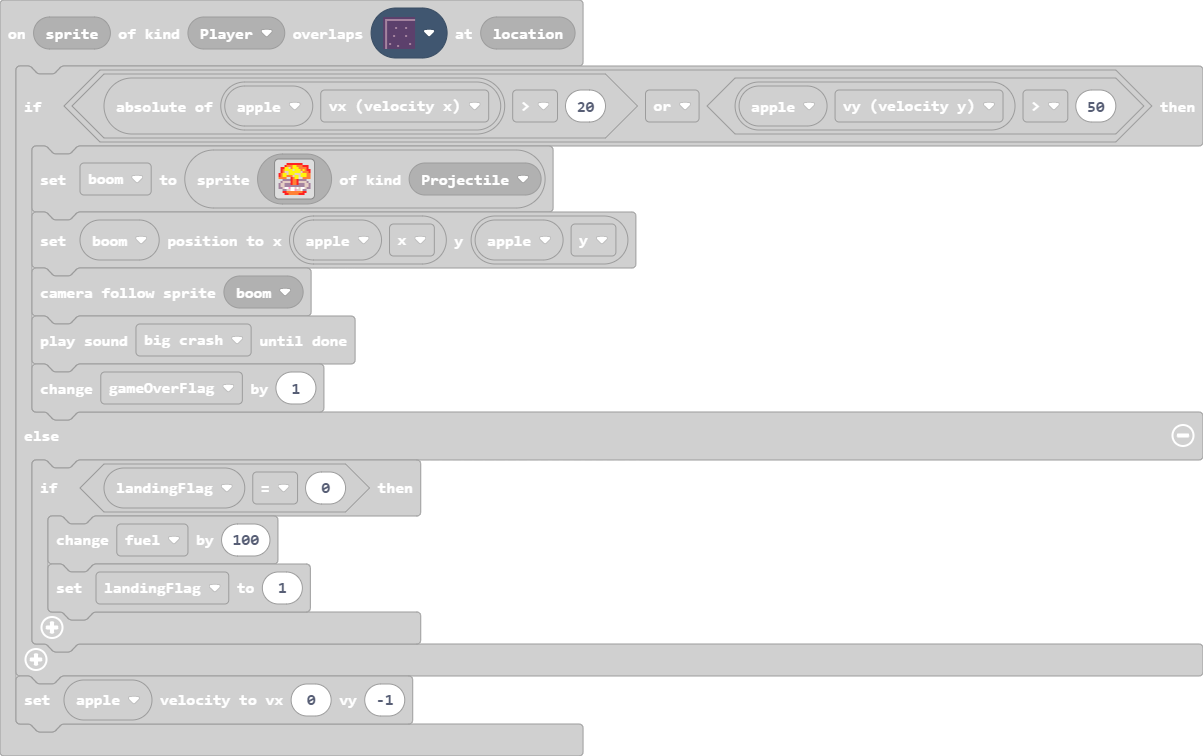 on sprite of kind Player overlaps at location
if absolute of apple vx (velocity x) > 20 or apple vy (velocity y) > 50 then
set boom to sprite of kind Projectile
set boom position to x apple x y apple y
camera follow sprite boom
play sound big crash until done
change gameOverFlag by 1
else
if landingFlag = 0 then
change fuel by 100
set landingFlag to 1
set apple velocity to vx 0 vy -1